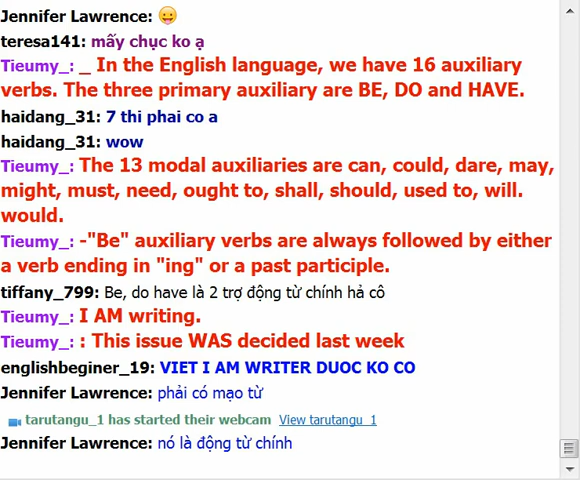 Jennifer Lawrence: 😛
teresa141: mấy chục ko ạ
Tieumy_: _ In the English language, we have 16 auxiliary
verbs. The three primary auxiliary are BE, DO and HAVE.
haidang_31: 7 thi phai co a
haidang_31: wow
Tieumy_: The 13 modal auxiliaries are can, could, dare, may,
might, must, need, ought to, shall, should, used to, will.
would.
Tieumy_: -"Be" auxiliary verbs are always followed by either
a verb ending in "ing" or a past participle.
tiffany_799: Be, do have là 2 trợ động từ chính hả cô
Tieumy_: I AM writing.
Tieumy_: : This issue WAS decided last week
englishbeginer_19: VIET I AM WRITER DUOC KO CO
Jennifer Lawrence: phải có mạo từ
tarutangu_1 has started their webcam View tarutangu_1
Jennifer Lawrence: nó là động từ chính